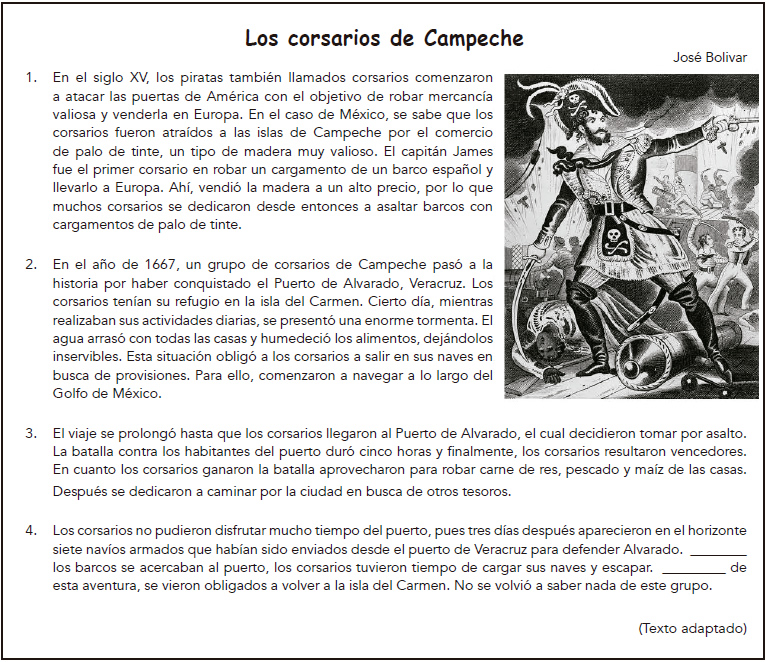 Los corsarios de Campeche
José Bolivar
1. En el siglo XV, los piratas también llamados corsarios comenzaron
a atacar las puertas de América con el objetivo de robar mercancía
valiosa y venderla en Europa. En el caso de México, se sabe que los
corsarios fueron atraídos a las islas de Campeche por el comercio
de palo de tinte, un tipo de madera muy valioso. El capitán James
fue el primer corsario en robar un cargamento de un barco español y
llevarlo a Europa. Ahí, vendió la madera a un alto precio, por lo que
muchos corsarios se dedicaron desde entonces a asaltar barcos con
cargamentos de palo de tinte.
2. En el año de 1667, un grupo de corsarios de Campeche pasó a la
historia por haber conquistado el Puerto de Alvarado, Veracruz. Los
corsarios tenían su refugio en la isla del Carmen. Cierto día, mientras
realizaban sus actividades diarias, se presentó una enorme tormenta. El
agua arrasó con todas las casas y humedeció los alimentos, dejándolos
inservibles. Esta situación obligó a los corsarios a salir en sus naves en
busca de provisiones. Para ello, comenzaron a navegar a lo largo del
Golfo de México.
3. El viaje se prolongó hasta que los corsarios llegaron al Puerto de Alvarado, el cual decidieron tomar por asalto.
La batalla contra los habitantes del puerto duró cinco horas y finalmente, los corsarios resultaron vencedores.
En cuanto los corsarios ganaron la batalla aprovecharon para robar carne de res, pescado y maíz de las casas.
Después se dedicaron a caminar por la ciudad en busca de otros tesoros.
4. Los corsarios no pudieron disfrutar mucho tiempo del puerto, pues tres días después aparecieron en el horizonte
siete navíos armados que habían sido enviados desde el puerto de Veracruz para defender Alvarado. ________
los barcos se acercaban al puerto, los corsarios tuvieron tiempo de cargar sus naves y escapar. _________ de
esta aventura, se vieron obligados a volver a la isla del Carmen. No se volvió a saber nada de este grupo.
(Texto adaptado)